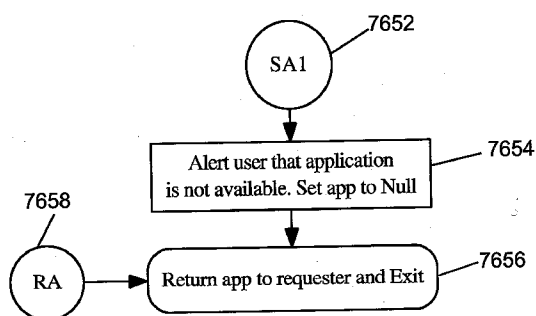 7652
SA1
7654
Alert user that application
is not available. Set app to Null
7658
7656
RA
Return app to requester and Exit